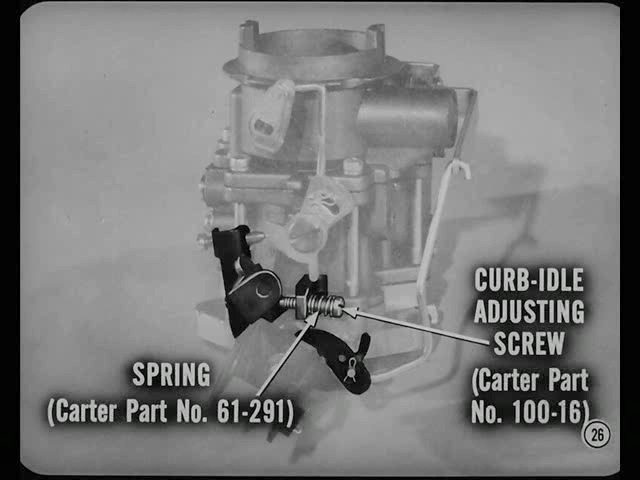 CURB-IDLE
ADJUSTING
SCREW
(Carter Part
No. 100-16)
SPRING
(Carter Part No. 61-291)
26